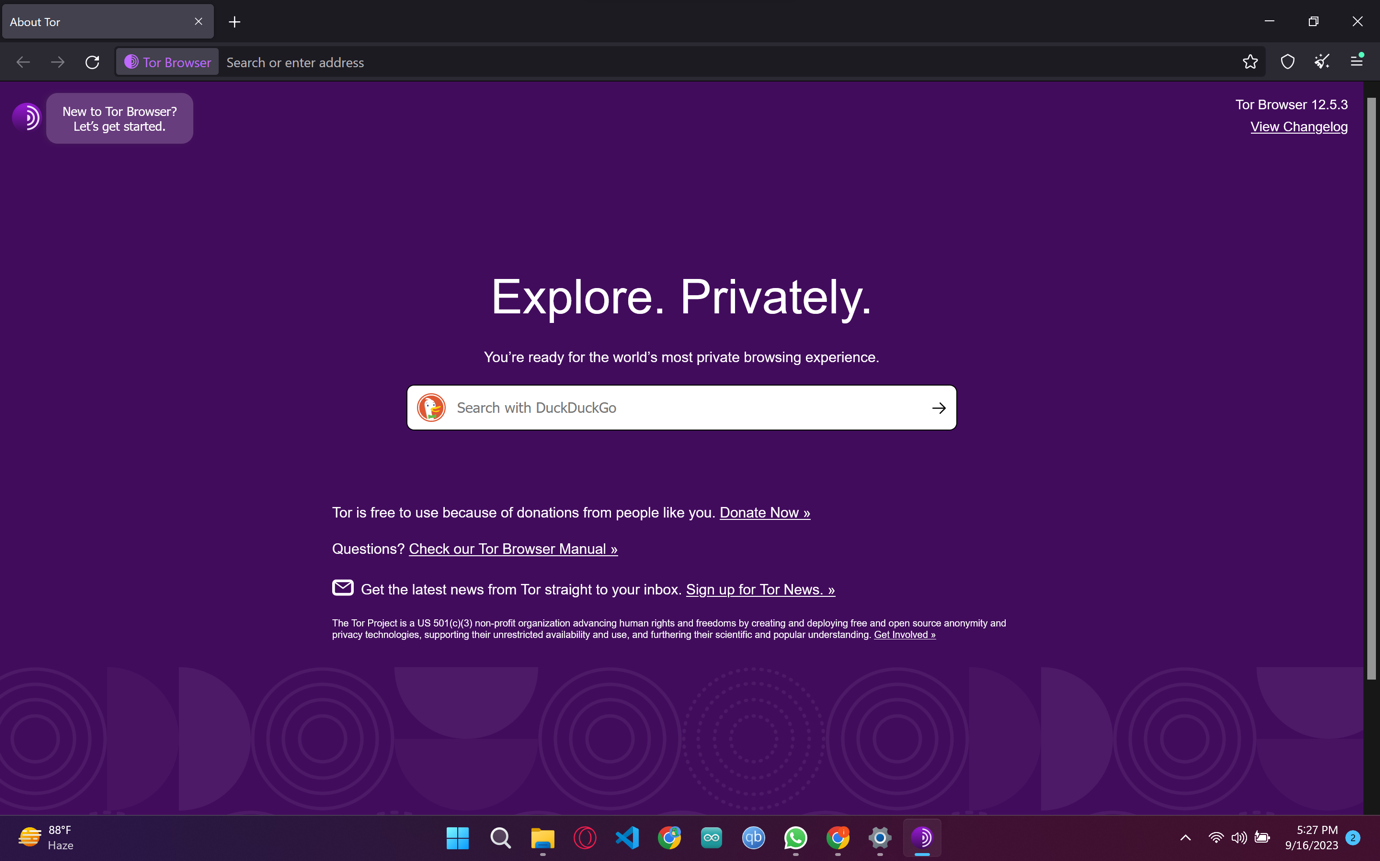 About Tor
Tor Browser
Search or enter address
New to Tor Browser?
Let's get started.
Tor Browser 12.5.3
View Changelog
Explore. Privately.
You're ready for the world's most private browsing experience.
Search with DuckDuckGo
Tor is free to use because of donations from people like you. Donate Now »
Questions? Check our Tor Browser Manual »
Get the latest news from Tor straight to your inbox. Sign up for Tor News. »
The Tor Project is a US 501(c)(3) non-profit organization advancing human rights and freedoms by creating and deploying free and open source anonymity and
privacy technologies, supporting their unrestricted availability and use, and furthering their scientific and popular understanding. Get Involved »
88°F
Haze
qb
5:27 PM
9/16/2023
2